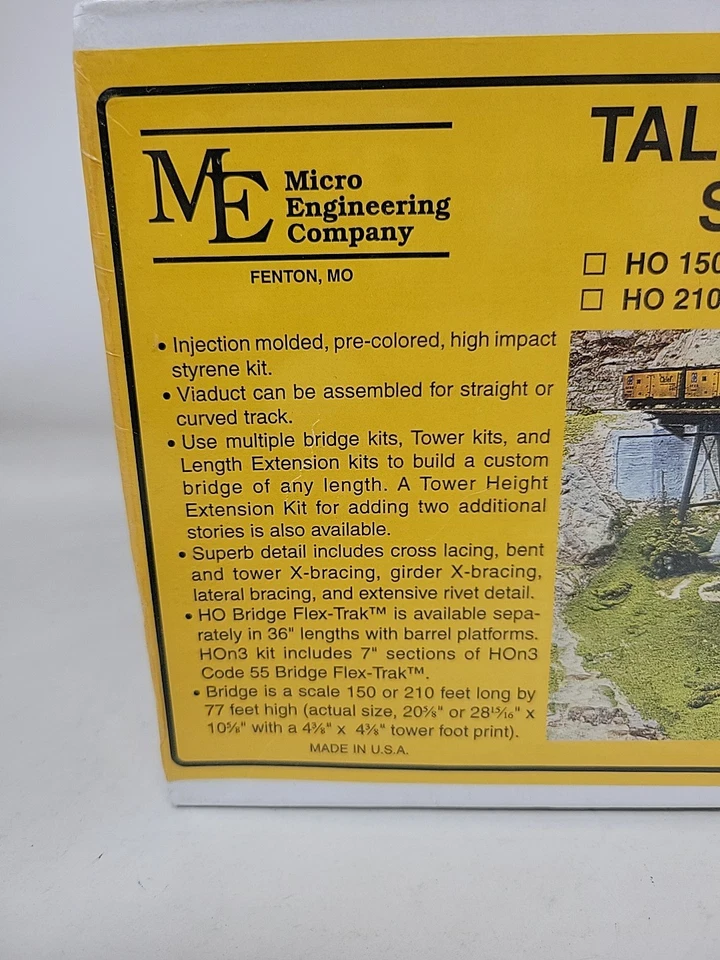 ME Micro
Engineering
Company
FENTON, MO
TAL
S
☐ HO 150
☐ HO 210
• Injection molded, pre-colored, high impact
styrene kit.
• Viaduct can be assembled for straight or
curved track.
• Use multiple bridge kits, Tower kits, and
Length Extension kits to build a custom
bridge of any length. A Tower Height
Extension Kit for adding two additional
stories is also available.
• Superb detail includes cross lacing, bent
and tower X-bracing, girder X-bracing,
lateral bracing, and extensive rivet detail.
• HO Bridge Flex-Trak™ is available sepa-
rately in 36" lengths with barrel platforms.
HOn3 kit includes 7" sections of HOn3
Code 55 Bridge Flex-Trak™.
• Bridge is a scale 150 or 210 feet long by
77 feet high (actual size, 20⅝" or 28¹⁵⁄₁₆" x
10⅝" with a 4⅜" x 4⅜" tower foot print).
MADE IN U.S.A.